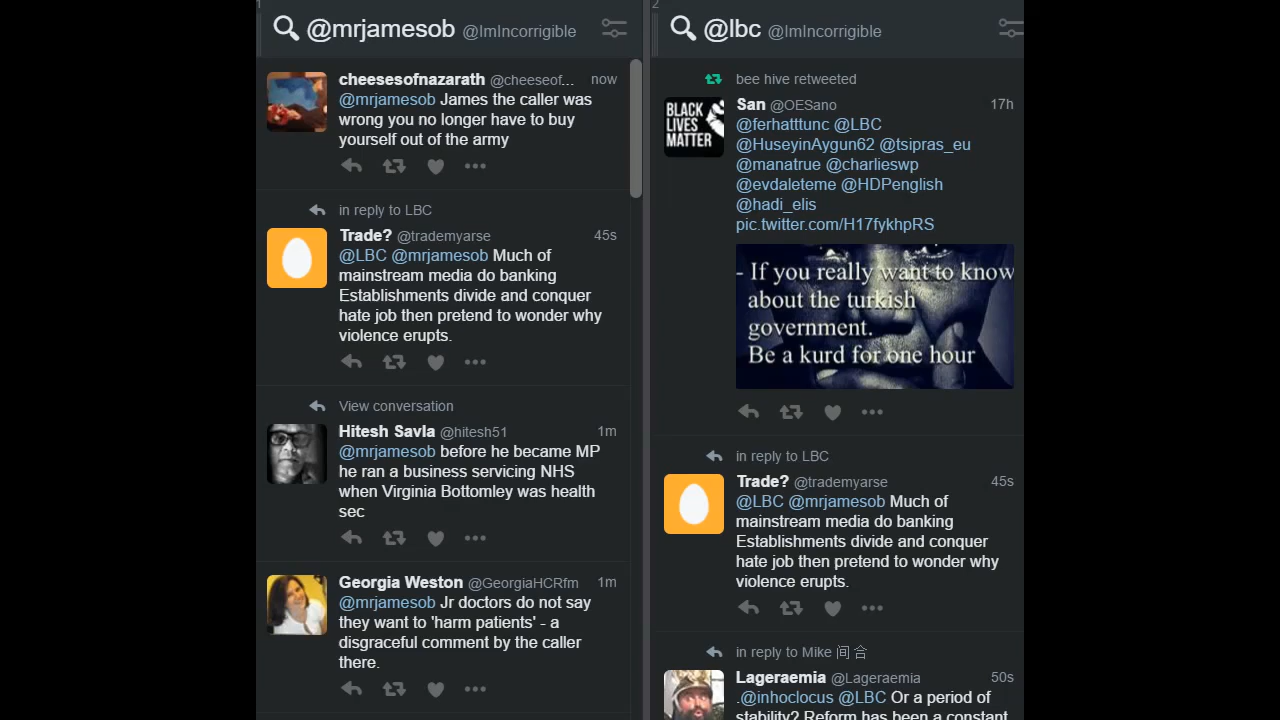 1
@mrjamesob @ImIncorrigible
cheesesofnazarath @cheeseof... now
@mrjamesob James the caller was
wrong you no longer have to buy
yourself out of the army
in reply to LBC
Trade? @trademyarse 45s
@LBC @mrjamesob Much of
mainstream media do banking
Establishments divide and conquer
hate job then pretend to wonder why
violence erupts.
View conversation
Hitesh Savla @hitesh51 1m
@mrjamesob before he became MP
he ran a business servicing NHS
when Virginia Bottomley was health
sec
Georgia Weston @GeorgiaHCRfm 1m
@mrjamesob Jr doctors do not say
they want to 'harm patients' - a
disgraceful comment by the caller
there.
2
@lbc @ImIncorrigible
bee hive retweeted
San @OESano 17h
BLACK
LIVES
MATTER
@ferhatttunc @LBC
@HuseyinAygun62 @tsipras_eu
@manatrue @charlieswp
@evdaleteme @HDPenglish
@hadi_elis
pic.twitter.com/H17fykhpRS
- If you really want to know
about the turkish
government.
Be a kurd for one hour
in reply to LBC
Trade? @trademyarse 45s
@LBC @mrjamesob Much of
mainstream media do banking
Establishments divide and conquer
hate job then pretend to wonder why
violence erupts.
in reply to Mike 间 合
Lageraemia @Lageraemia 50s
.@inhoclocus @LBC Or a period of
stability? Reform has been a constant